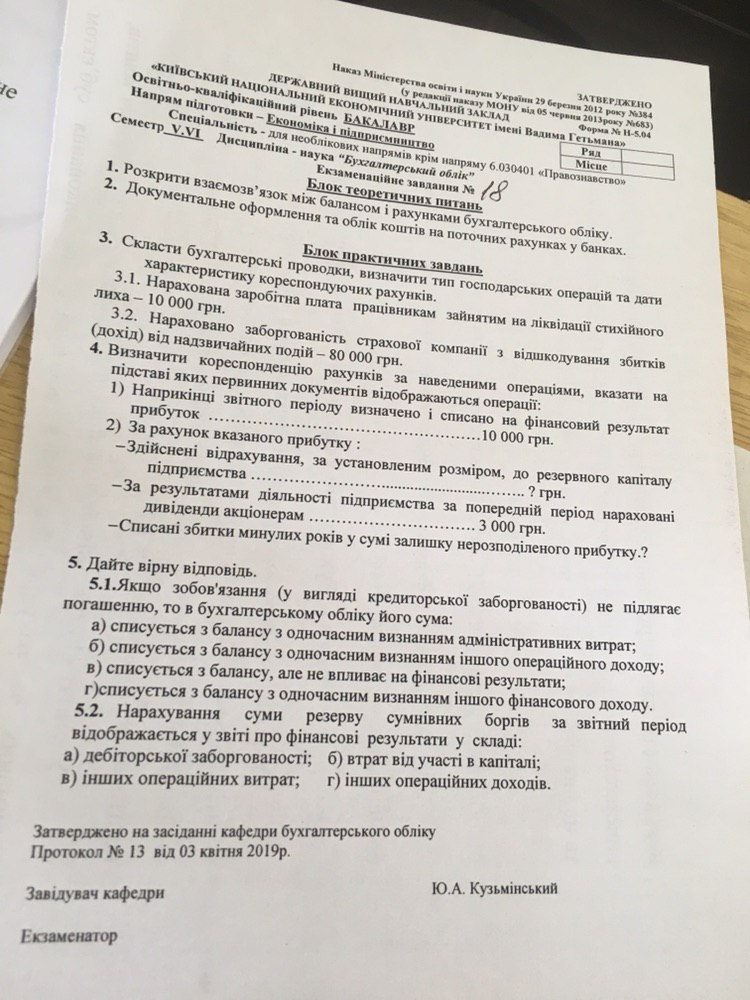 не
ЗАТВЕРДЖЕНО
Наказ Міністерства освіти і науки України 29 березня 2012 року №384
(у редакції наказу МОНУ від 05 червня 2013року №683)
Форма № Н-5.04
ДЕРЖАВНИЙ ВИЩИЙ НАВЧАЛЬНИЙ ЗАКЛАД
«КИЇВСЬКИЙ НАЦІОНАЛЬНИЙ ЕКОНОМІЧНИЙ УНІВЕРСИТЕТ імені Вадима Гетьмана»
Освітньо-кваліфікаційний рівень БАКАЛАВР
Напрям підготовки – Економіка і підприємництво
Ряд
Місце
Спеціальність - для необлікових напрямів крім напряму 6.030401 «Правознавство»
Семестр V.VI Дисципліна - наука "Бухгалтерський облік"
Екзаменаційне завдання № 18
Блок теоретичних питань
1. Розкрити взаємозв'язок між балансом і рахунками бухгалтерського обліку.
2. Документальне оформлення та облік коштів на поточних рахунках у банках.
Блок практичних завдань
3. Скласти бухгалтерські проводки, визначити тип господарських операцій та дати
характеристику кореспондуючих рахунків.
3.1. Нарахована заробітна плата працівникам зайнятим на ліквідації стихійного
лиха – 10 000 грн.
3.2. Нараховано заборгованість страхової компанії з відшкодування збитків
(дохід) від надзвичайних подій – 80 000 грн.
4. Визначити кореспонденцію рахунків за наведеними операціями, вказати на
підставі яких первинних документів відображаються операції:
1) Наприкінці звітного періоду визначено і списано на фінансовий результат
прибуток ……………………………………10 000 грн.
2) За рахунок вказаного прибутку :
–Здійснені відрахування, за установленим розміром, до резервного капіталу
підприємства ……………………………………. ? грн.
–За результатами діяльності підприємства за попередній період нараховані
дивіденди акціонерам ……………………… 3 000 грн.
–Списані збитки минулих років у сумі залишку нерозподіленого прибутку.?
5. Дайте вірну відповідь.
5.1.Якщо зобов'язання (у вигляді кредиторської заборгованості) не підлягає
погашенню, то в бухгалтерському обліку його сума:
а) списується з балансу з одночасним визнанням адміністративних витрат;
б) списується з балансу з одночасним визнанням іншого операційного доходу;
в) списується з балансу, але не впливає на фінансові результати;
г)списується з балансу з одночасним визнанням іншого фінансового доходу.
5.2. Нарахування суми резерву сумнівних боргів за звітний період
відображається у звіті про фінансові результати у складі:
а) дебіторської заборгованості; б) втрат від участі в капіталі;
в) інших операційних витрат; г) інших операційних доходів.
Затверджено на засіданні кафедри бухгалтерського обліку
Протокол № 13 від 03 квітня 2019р.
Завідувач кафедри Ю.А. Кузьмінський
Екзаменатор